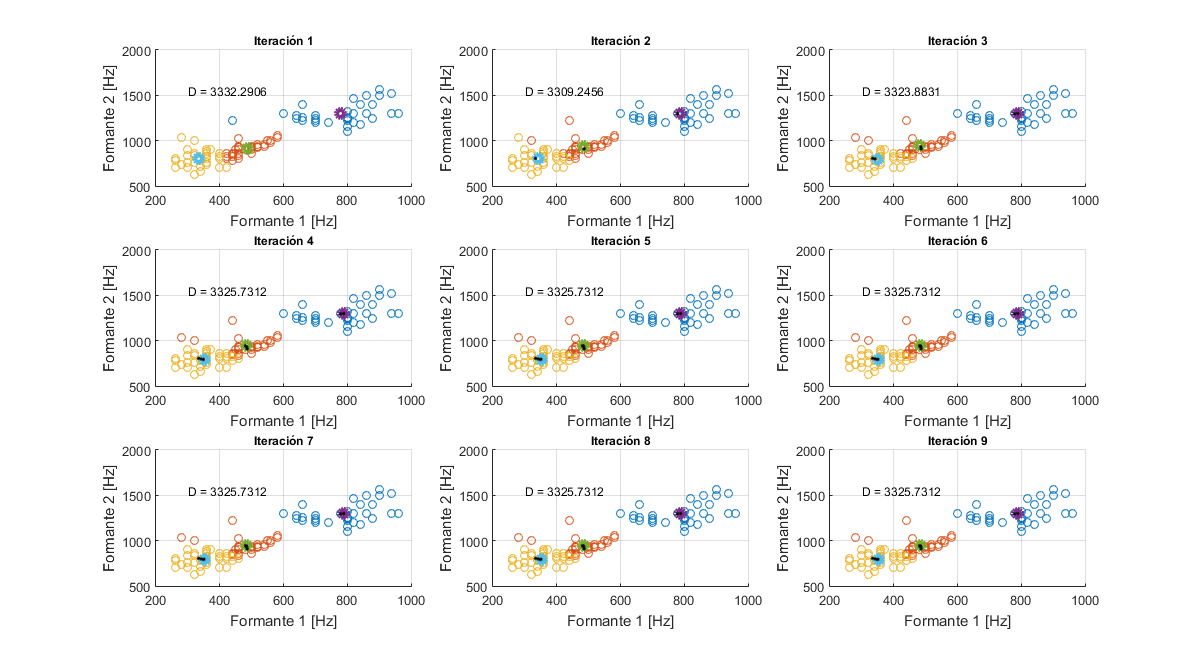 Iteración 1
Formante 2 [Hz]
2000
1500
1000
500
D = 3332.2906
200 400 600 800 1000
Formante 1 [Hz]
Iteración 2
Formante 2 [Hz]
2000
1500
1000
500
D = 3309.2456
200 400 600 800 1000
Formante 1 [Hz]
Iteración 3
Formante 2 [Hz]
2000
1500
1000
500
D = 3323.8831
200 400 600 800 1000
Formante 1 [Hz]
Iteración 4
Formante 2 [Hz]
2000
1500
1000
500
D = 3325.7312
200 400 600 800 1000
Formante 1 [Hz]
Iteración 5
Formante 2 [Hz]
2000
1500
1000
500
D = 3325.7312
200 400 600 800 1000
Formante 1 [Hz]
Iteración 6
Formante 2 [Hz]
2000
1500
1000
500
D = 3325.7312
200 400 600 800 1000
Formante 1 [Hz]
Iteración 7
Formante 2 [Hz]
2000
1500
1000
500
D = 3325.7312
200 400 600 800 1000
Formante 1 [Hz]
Iteración 8
Formante 2 [Hz]
2000
1500
1000
500
D = 3325.7312
200 400 600 800 1000
Formante 1 [Hz]
Iteración 9
Formante 2 [Hz]
2000
1500
1000
500
D = 3325.7312
200 400 600 800 1000
Formante 1 [Hz]